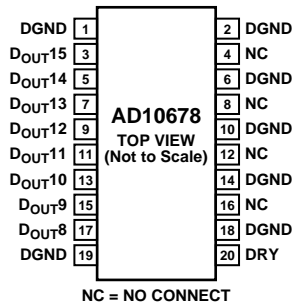 DGND 1 2 DGND
DOUT15 3 4 NC
DOUT14 5 6 DGND
DOUT13 7 8 NC
DOUT12 9 10 DGND
DOUT11 11 12 NC
DOUT10 13 14 DGND
DOUT9 15 16 NC
DOUT8 17 18 DGND
DGND 19 20 DRY
AD10678
TOP VIEW
(Not to Scale)
NC = NO CONNECT